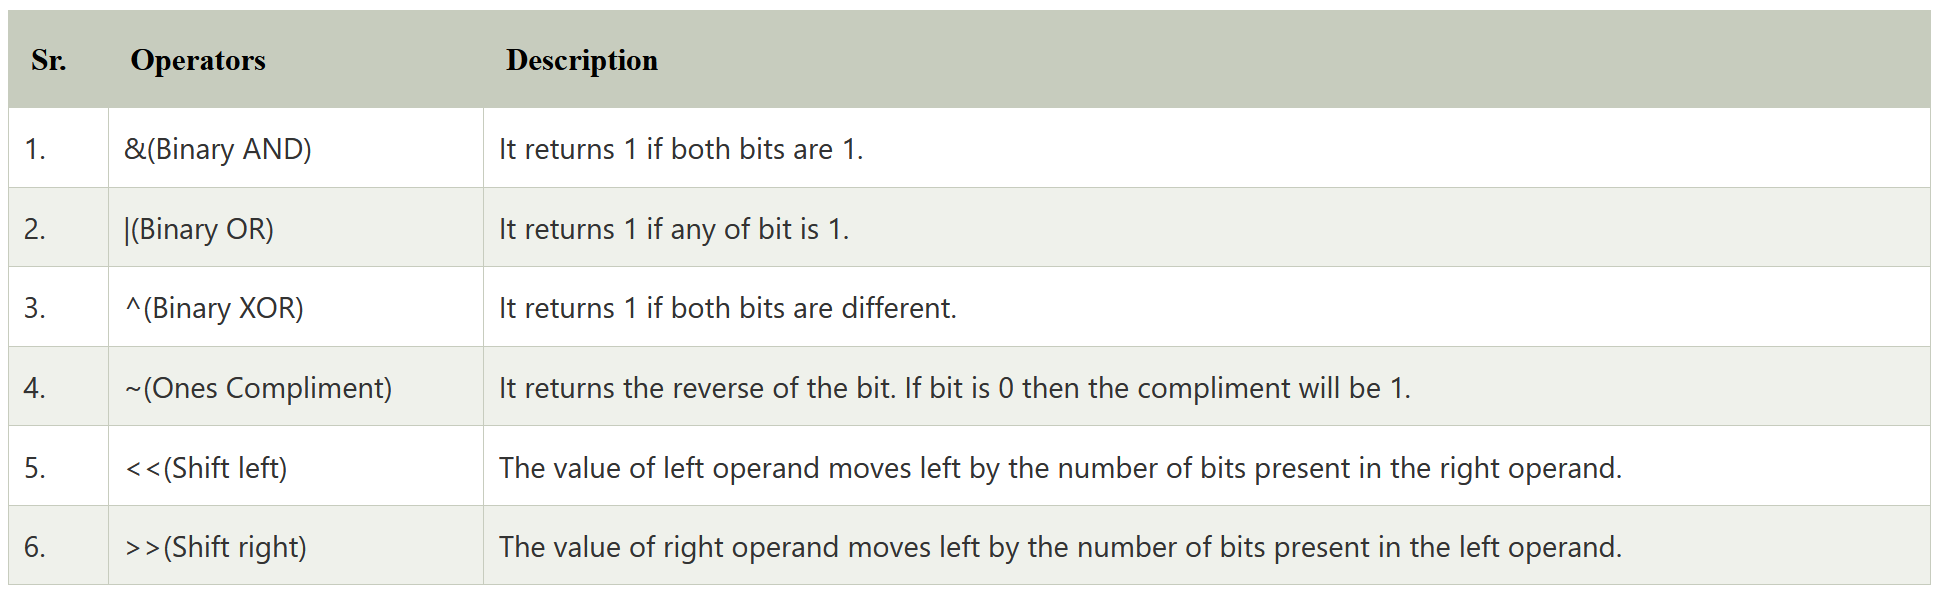 Sr. Operators Description
1. &(Binary AND) It returns 1 if both bits are 1.
2. |(Binary OR) It returns 1 if any of bit is 1.
3. ^(Binary XOR) It returns 1 if both bits are different.
4. ~(Ones Compliment) It returns the reverse of the bit. If bit is 0 then the compliment will be 1.
5. <<(Shift left) The value of left operand moves left by the number of bits present in the right operand.
6. >>(Shift right) The value of right operand moves left by the number of bits present in the left operand.